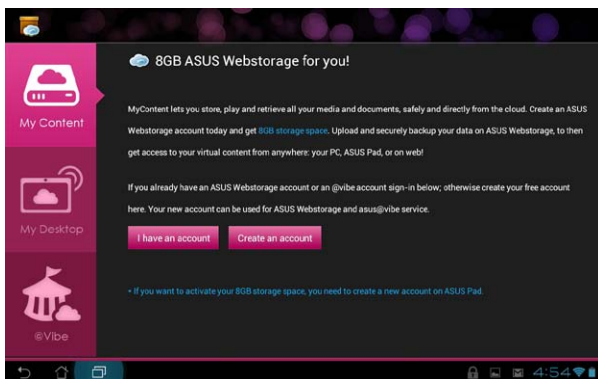 8GB ASUS Webstorage for you!
My Content
MyContent lets you store, play and retrieve all your media and documents, safely and directly from the cloud. Create an ASUS
Webstorage account today and get 8GB storage space. Upload and securely backup your data on ASUS Webstorage, to then
get access to your virtual content from anywhere: your PC, ASUS Pad, or on web!
My Desktop
If you already have an ASUS Webstorage account or an @vibe account sign-in below; otherwise create your free account
here. Your new account can be used for ASUS Webstorage and asus@vibe service.
I have an account
Create an account
* If you want to activate your 8GB storage space, you need to create a new account on ASUS Pad.
@Vibe
4:54